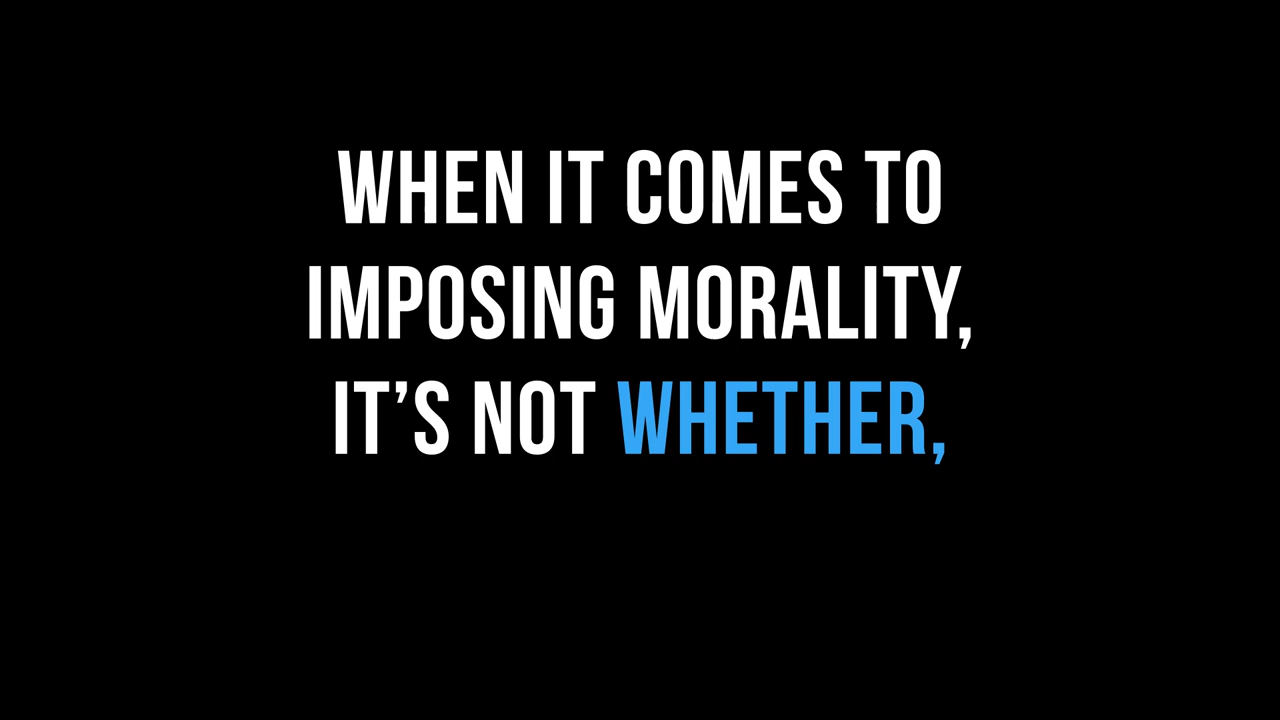 WHEN IT COMES TO
IMPOSING MORALITY,
IT’S NOT WHETHER,